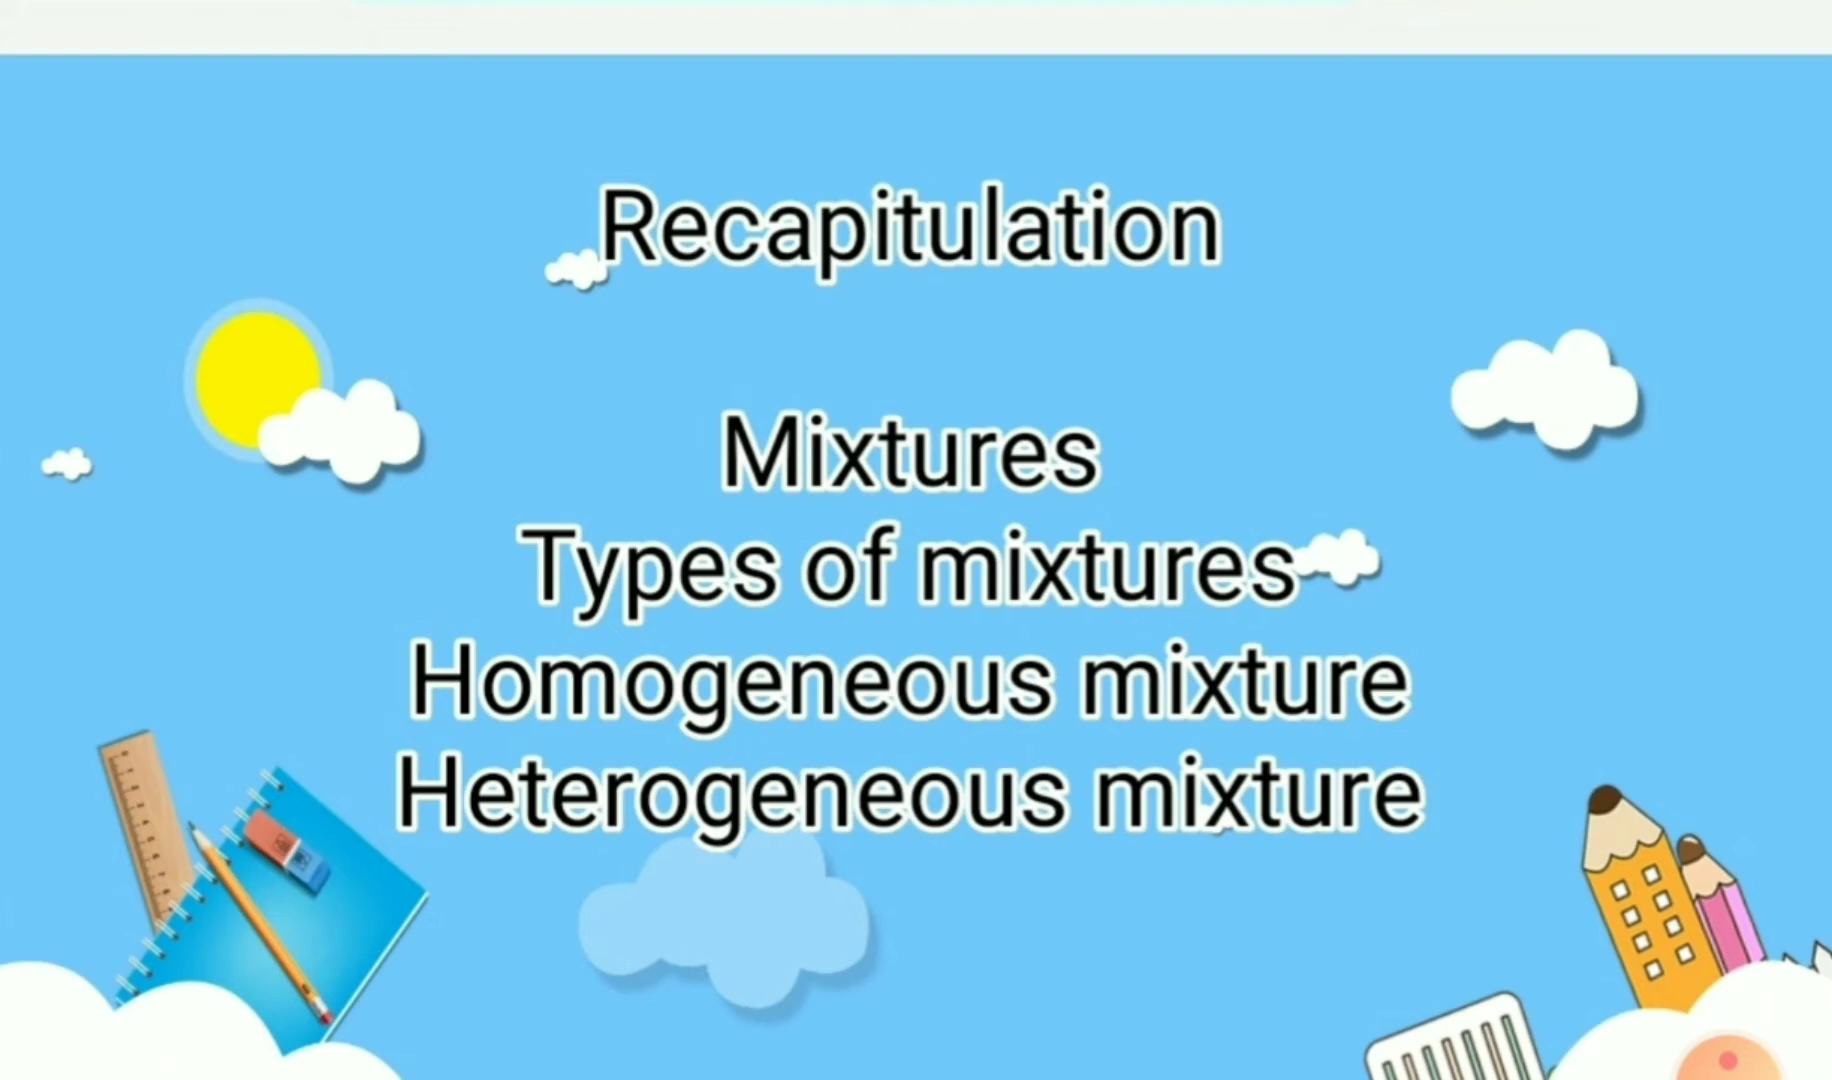 Recapitulation
Mixtures
Types of mixtures
Homogeneous mixture
Heterogeneous mixture